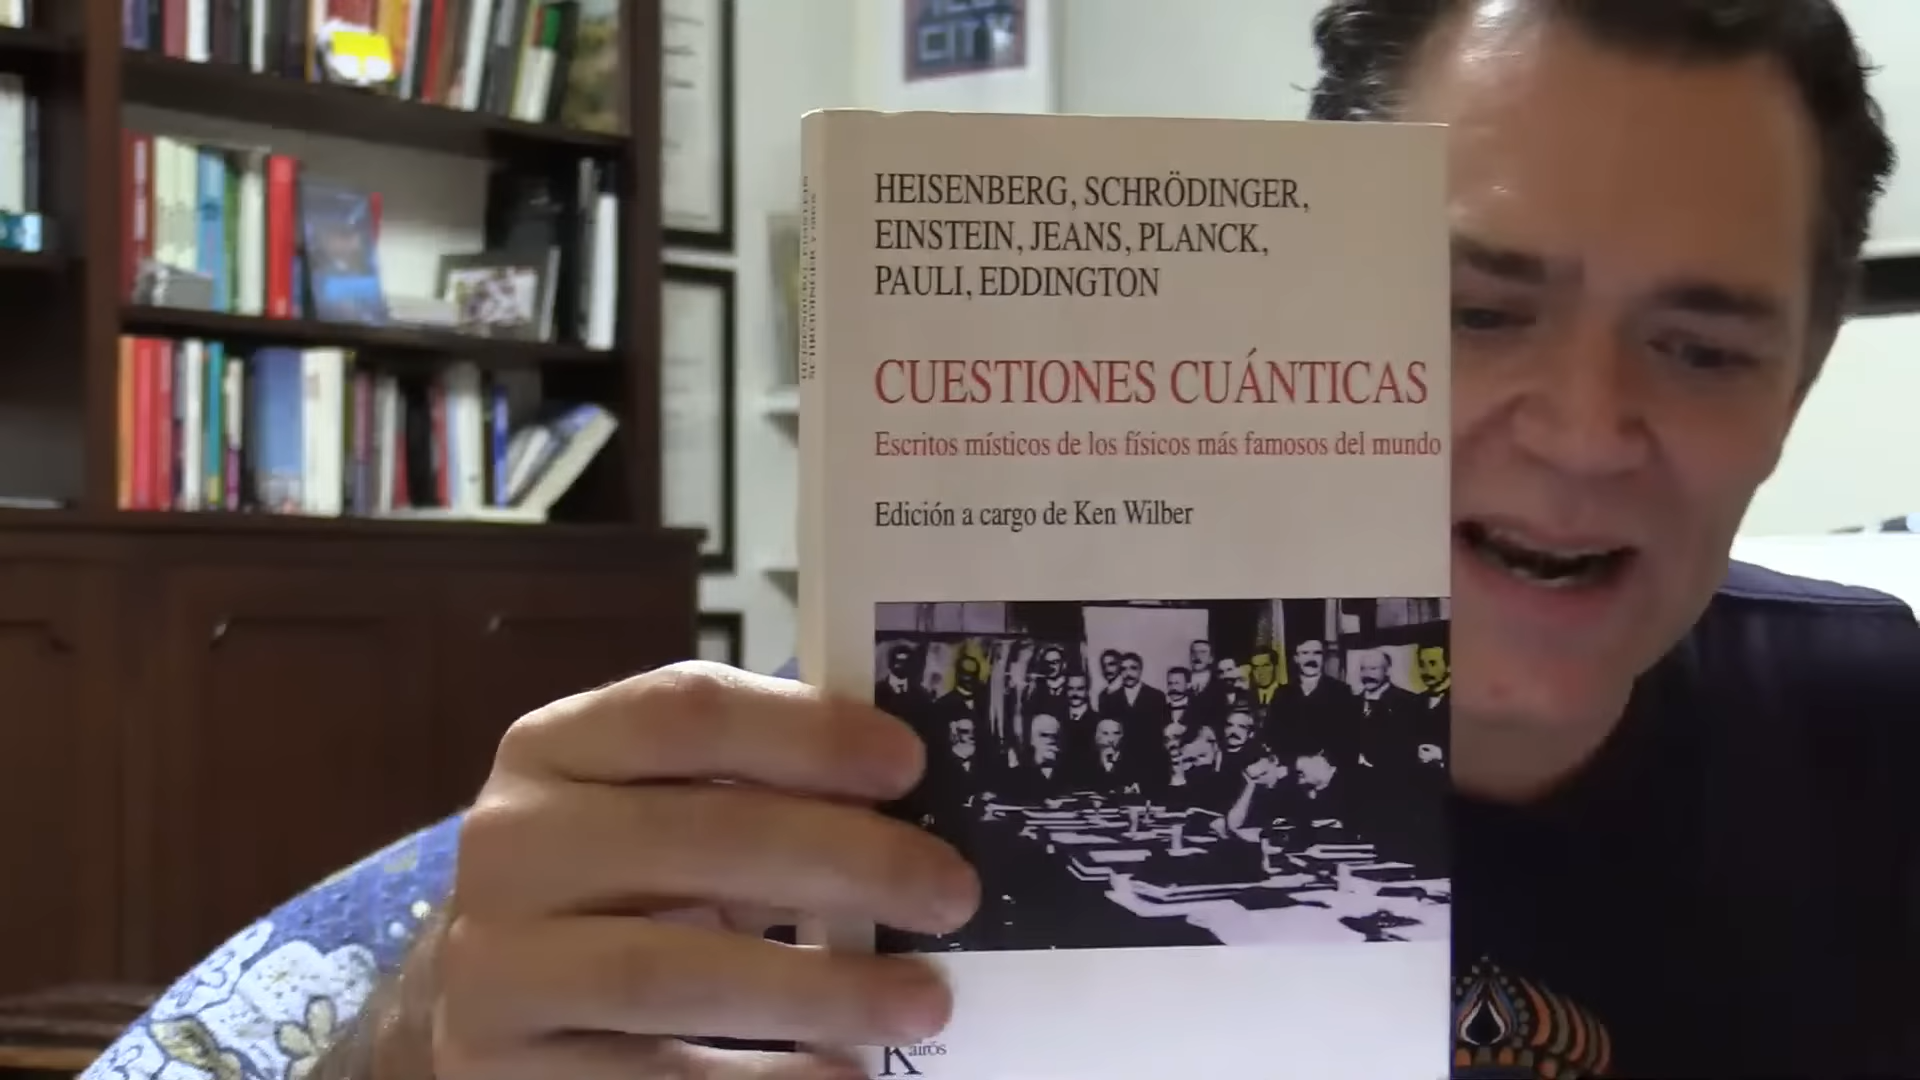 CITY
HEISENBERG, SCHRÖDINGER,
EINSTEIN, JEANS, PLANCK,
PAULI, EDDINGTON
CUESTIONES CUÁNTICAS
Escritos místicos de los físicos más famosos del mundo
Edición a cargo de Ken Wilber
Kairós